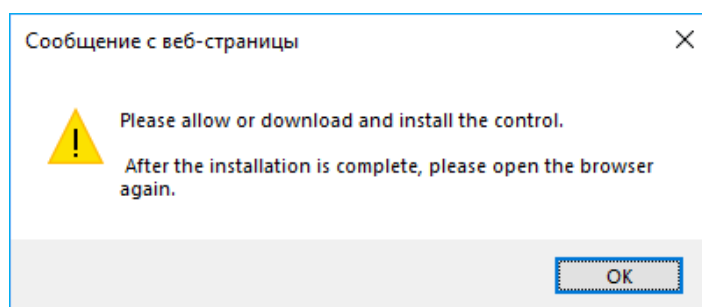 Сообщение с веб-страницы
Please allow or download and install the control.
After the installation is complete, please open the browser
again.
OK